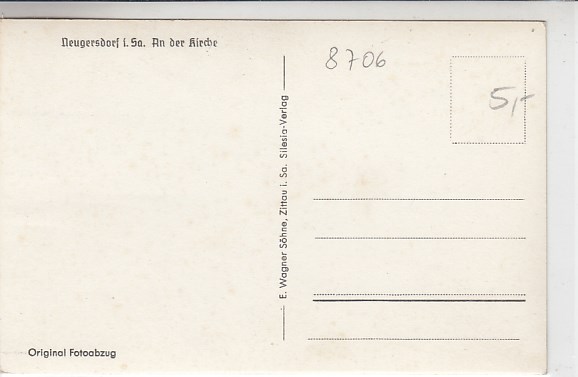 Neugersdorf i. Sa. An der Kirche
8706
5,-
E. Wagner Söhne, Zittau i. Sa. Silesia-Verlag
Original Fotoabzug